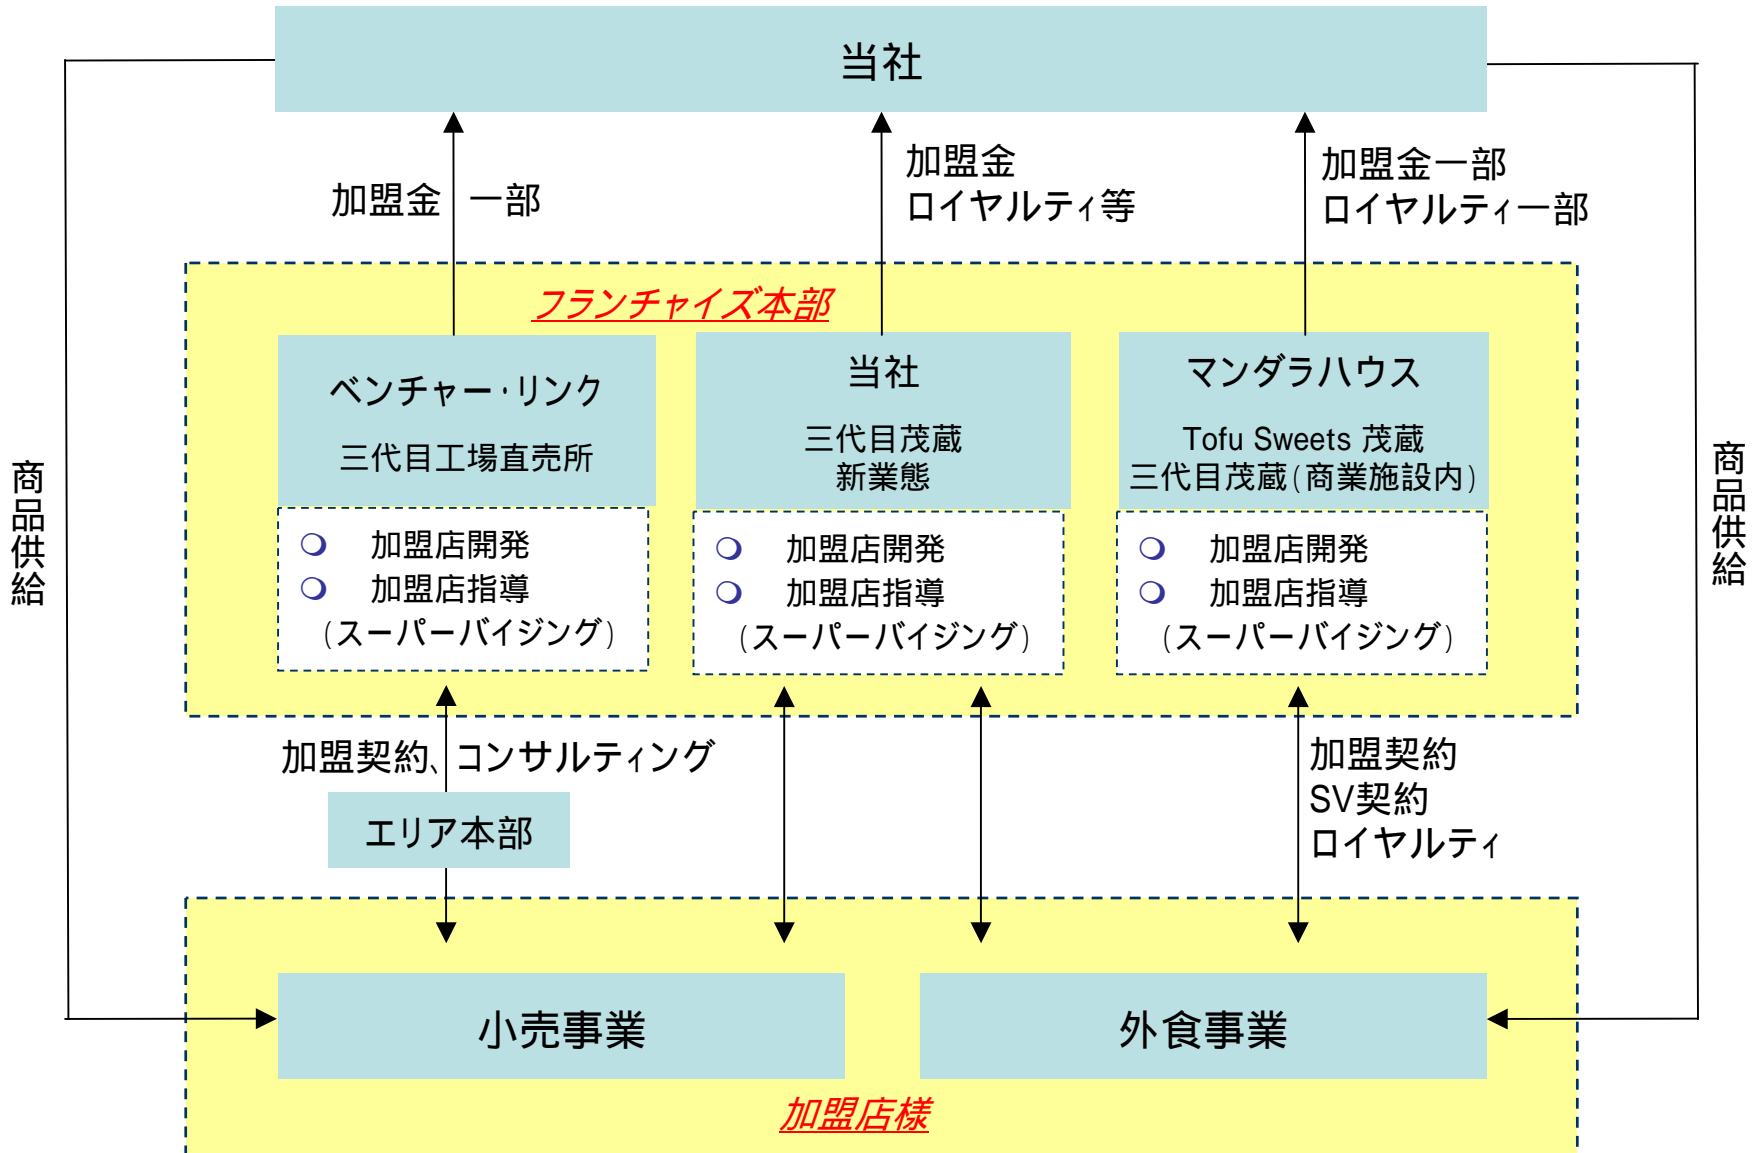 当社
加盟金 一部
加盟金
ロイヤルティ等
加盟金一部
ロイヤルティ一部
フランチャイズ本部
ベンチャー・リンク
三代目工場直売所
当社
三代目茂蔵
新業態
マンダラハウス
Tofu Sweets 茂蔵
三代目茂蔵(商業施設内)
加盟店開発
加盟店指導
(スーパーバイジング)
加盟店開発
加盟店指導
(スーパーバイジング)
加盟店開発
加盟店指導
(スーパーバイジング)
商品供給
商品供給
加盟契約、コンサルティング
エリア本部
加盟契約
SV契約
ロイヤルティ
小売事業
外食事業
加盟店様